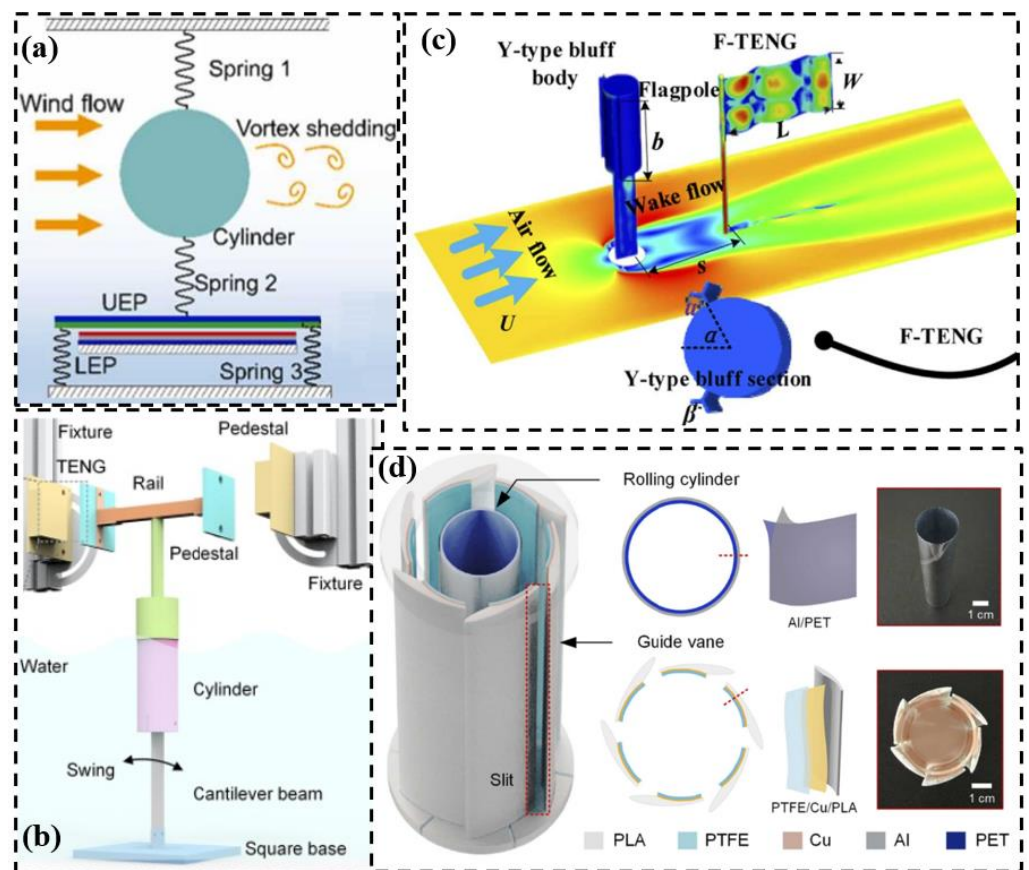 (a)
Spring 1
Wind flow
Vortex shedding
Cylinder
Spring 2
UEP
LEP
Spring 3
(c)
Y-type bluff
body
F-TENG
Flagpole
W
b
L
Wake flow
Air flow
s
U
α
a
F-TENG
Y-type bluff section
β
Fixture
Pedestal
TENG
Rail
Pedestal
Fixture
Water
Cylinder
Swing
Cantilever beam
(b)
Square base
(d)
Rolling cylinder
Al/PET
1 cm
Guide vane
Slit
PTFE/Cu/PLA
1 cm
PLA
PTFE
Cu
Al
PET